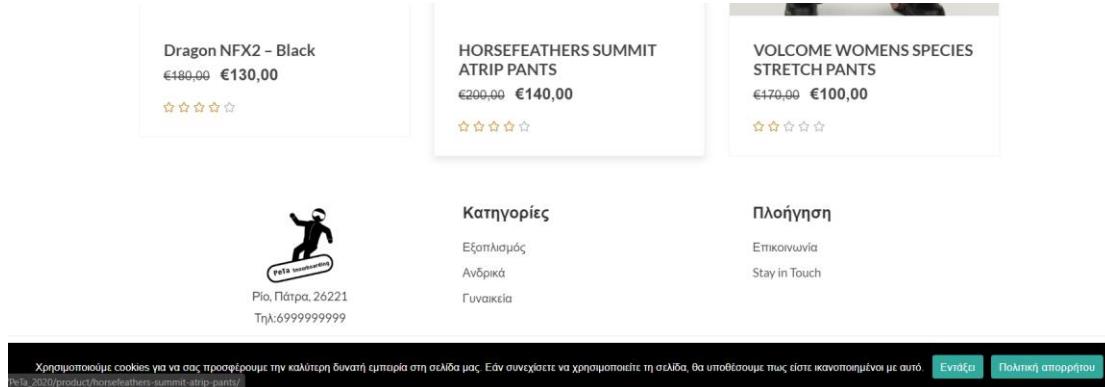 Dragon NFX2 – Black
€180,00 €130,00
HORSEFEATHERS SUMMIT
ATRIP PANTS
€200,00 €140,00
VOLCOME WOMENS SPECIES
STRETCH PANTS
€170,00 €100,00
PeTa snowboarding
Ρίο, Πάτρα, 26221
Τηλ:6999999999
Κατηγορίες
Εξοπλισμός
Ανδρικά
Γυναικεία
Πλοήγηση
Επικοινωνία
Stay in Touch
Χρησιμοποιούμε cookies για να σας προσφέρουμε την καλύτερη δυνατή εμπειρία στη σελίδα μας. Εάν συνεχίσετε να χρησιμοποιείτε τη σελίδα, θα υποθέσουμε πως είστε ικανοποιημένοι με αυτό. Εντάξει Πολιτική απορρήτου
/PeTa_2020/product/horsefeathers-summit-atrip-pants/